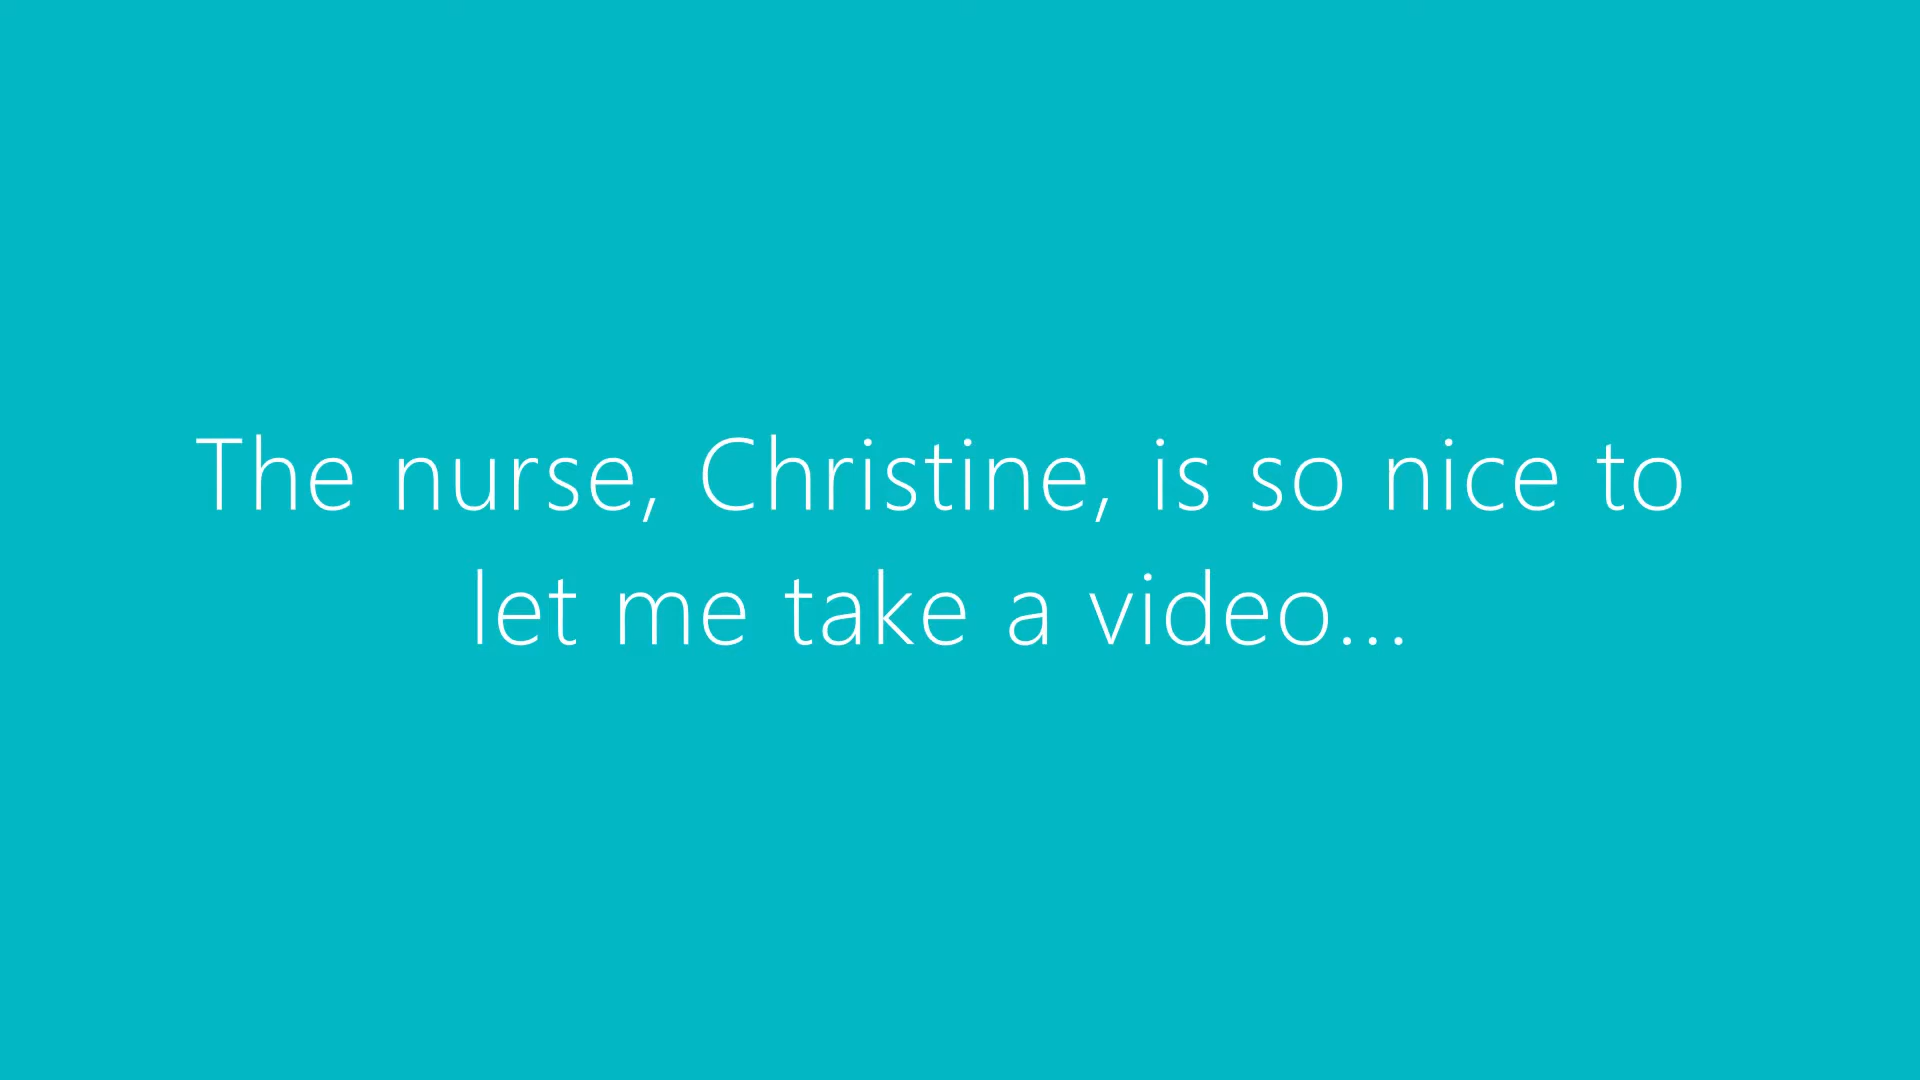 The nurse, Christine, is so nice to
let me take a video...